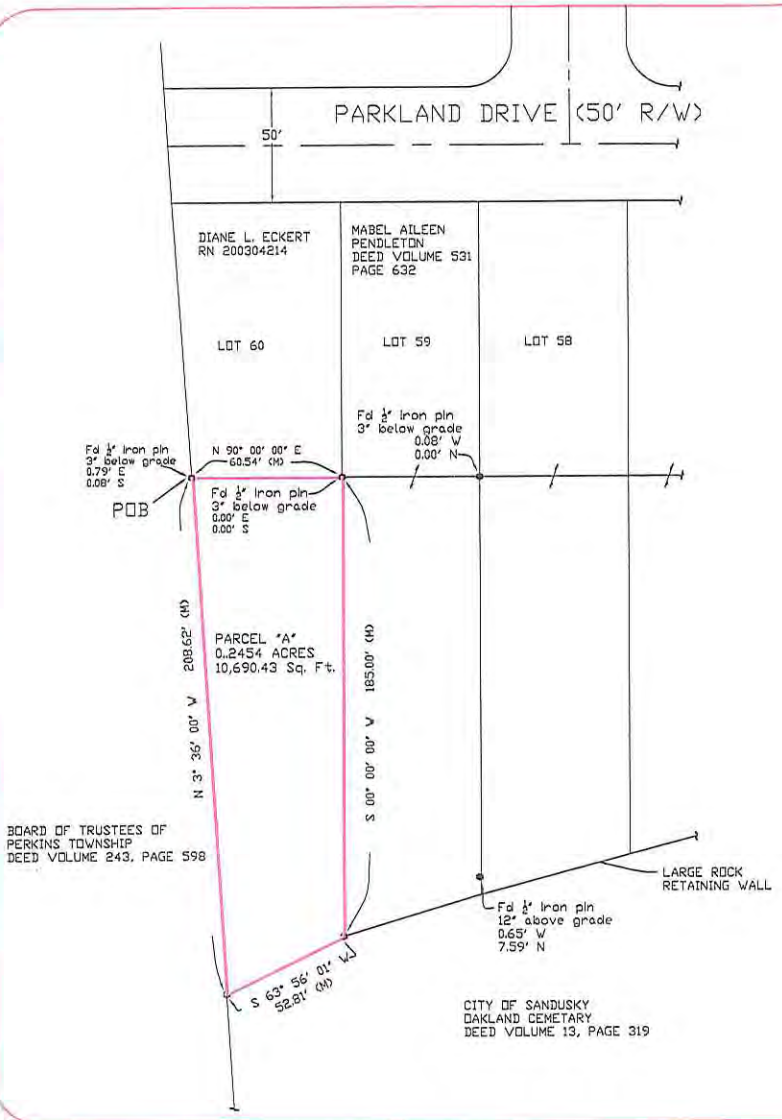 PARKLAND DRIVE (50' R/W)
50'
DIANE L. ECKERT
RN 200304214
MABEL AILEEN
PENDLETON
DEED VOLUME 531
PAGE 632
LOT 60
LOT 59
LOT 58
Fd ½" Iron pin
3" below grade
0.79' E
0.08' S
POB
N 90° 00' 00" E
60.54' (M)
Fd ½" Iron pin
3" below grade
0.00' E
0.00' S
Fd ½" Iron pin
3" below grade
0.08' W
0.00' N
N 3° 36' 00" W 208.62' (M)
PARCEL "A"
0..2454 ACRES
10,690.43 Sq. Ft.
S 00° 00' 00" W 185.00' (M)
BOARD OF TRUSTEES OF
PERKINS TOWNSHIP
DEED VOLUME 243, PAGE 598
LARGE ROCK
RETAINING WALL
Fd ½" Iron pin
12" above grade
0.65' W
7.59' N
S 63° 56' 01" W
52.81' (M)
CITY OF SANDUSKY
OAKLAND CEMETARY
DEED VOLUME 13, PAGE 319